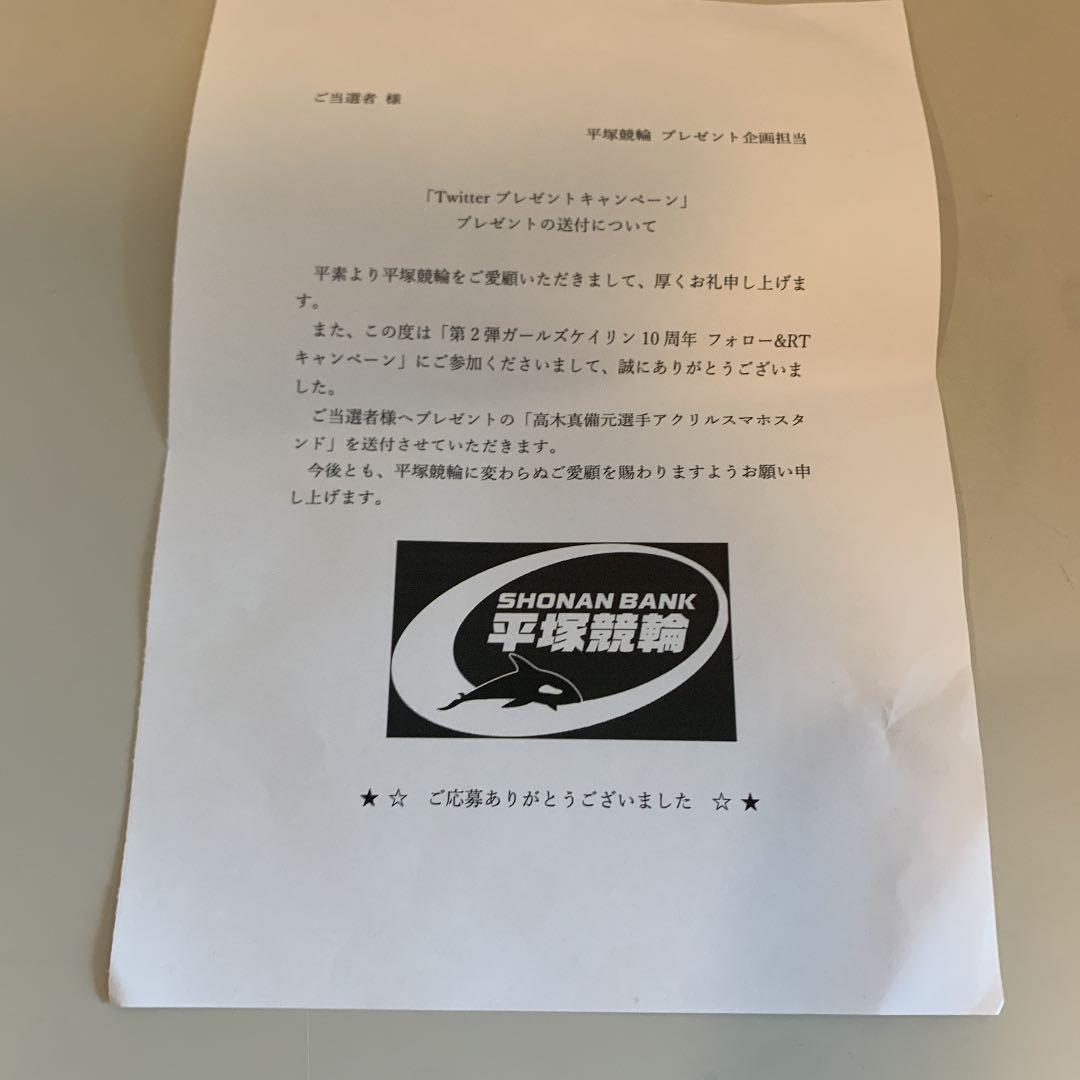 ご当選者 様
平塚競輪 プレゼント企画担当
「Twitter プレゼントキャンペーン」
プレゼントの送付について
平素より平塚競輪をご愛顧いただきまして、厚くお礼申し上げま
す。
また、この度は「第２弾ガールズケイリン 10 周年 フォロー&RT
キャンペーン」にご参加くださいまして、誠にありがとうございま
した。
ご当選者様へプレゼントの「高木真備元選手アクリルスマホスタ
ンド」を送付させていただきます。
今後とも、平塚競輪に変わらぬご愛顧を賜わりますようお願い申
し上げます。
SHONAN BANK
平塚競輪
★ ☆ ご応募ありがとうございました ☆ ★